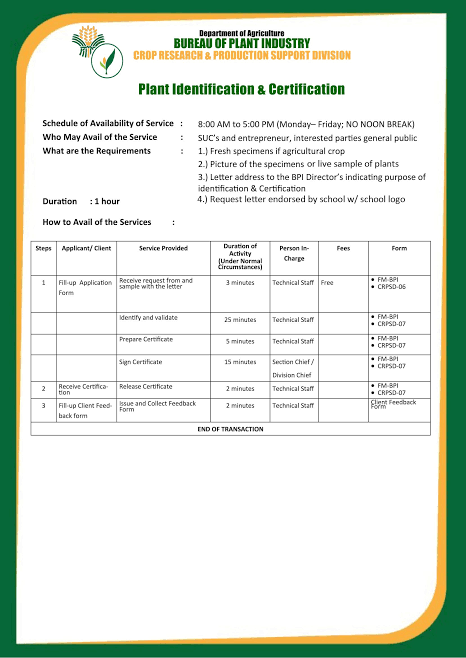 Department of Agriculture
BUREAU OF PLANT INDUSTRY
CROP RESEARCH & PRODUCTION SUPPORT DIVISION
Plant Identification & Certification
Schedule of Availability of Service : 8:00 AM to 5:00 PM (Monday– Friday; NO NOON BREAK)
Who May Avail of the Service : SUC's and entrepreneur, interested parties general public
What are the Requirements : 1.) Fresh specimens if agricultural crop
2.) Picture of the specimens or live sample of plants
3.) Letter address to the BPI Director's indicating purpose of
identification & Certification
Duration : 1 hour 4.) Request letter endorsed by school w/ school logo
How to Avail of the Services :
Steps Applicant/ Client Service Provided Duration of Activity (Under Normal Circumstances) Person In-Charge Fees Form
1 Fill-up Application Form Receive request from and sample with the letter 3 minutes Technical Staff Free • FM-BPI • CRPSD-06
Identify and validate 25 minutes Technical Staff • FM-BPI • CRPSD-07
Prepare Certificate 5 minutes Technical Staff • FM-BPI • CRPSD-07
Sign Certificate 15 minutes Section Chief / Division Chief • FM-BPI • CRPSD-07
2 Receive Certifica-tion Release Certificate 2 minutes Technical Staff • FM-BPI • CRPSD-07
3 Fill-up Client Feed-back form Issue and Collect Feedback Form 2 minutes Technical Staff Client Feedback Form
END OF TRANSACTION